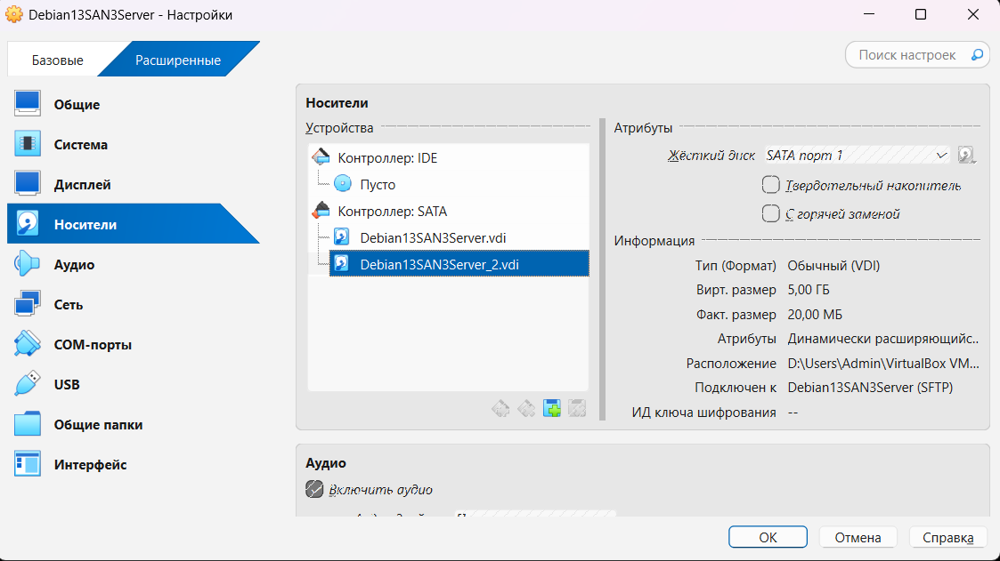 Debian13SAN3Server - Настройки
Базовые
Расширенные
Поиск настроек
Общие
Система
Дисплей
Носители
Аудио
Сеть
COM-порты
USB
Общие папки
Интерфейс
Носители
Устройства
Контроллер: IDE
Пусто
Контроллер: SATA
Debian13SAN3Server.vdi
Debian13SAN3Server_2.vdi
Атрибуты
Жёсткий диск SATA порт 1
Твердотельный накопитель
С горячей заменой
Информация
Тип (Формат) Обычный (VDI)
Вирт. размер 5,00 ГБ
Факт. размер 20,00 МБ
Атрибуты Динамически расширяющийс...
Расположение D:\Users\Admin\VirtualBox VM...
Подключен к Debian13SAN3Server (SFTP)
ИД ключа шифрования --
Аудио
Включить аудио
OK
Отмена
Справка